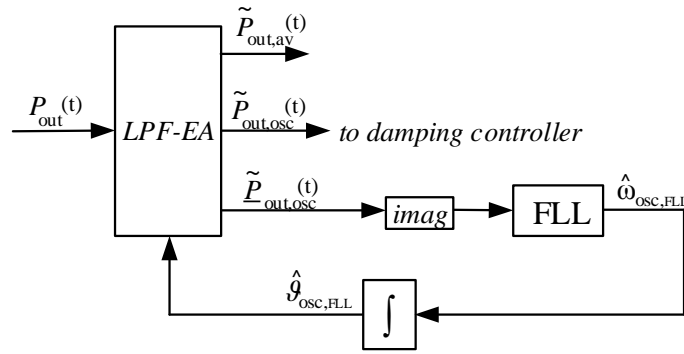 P̃out,av(t)
Pout(t)
LPF-EA
P̃out,osc(t)
to damping controller
P̲̃out,osc(t)
imag
FLL
ω̂osc,FLL
ϑ̂osc,FLL
∫